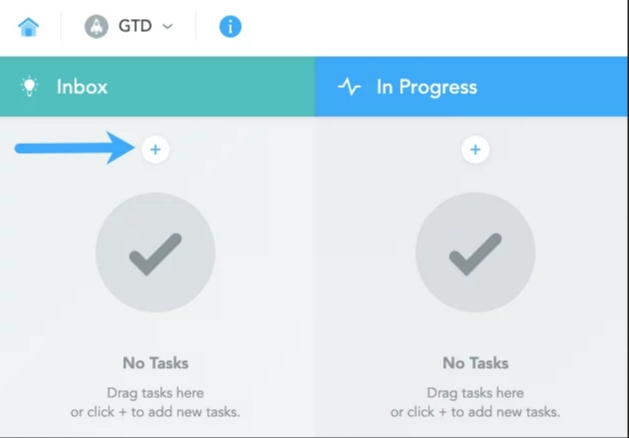 GTD
Inbox
In Progress
No Tasks
Drag tasks here
or click + to add new tasks.
No Tasks
Drag tasks here
or click + to add new tasks.